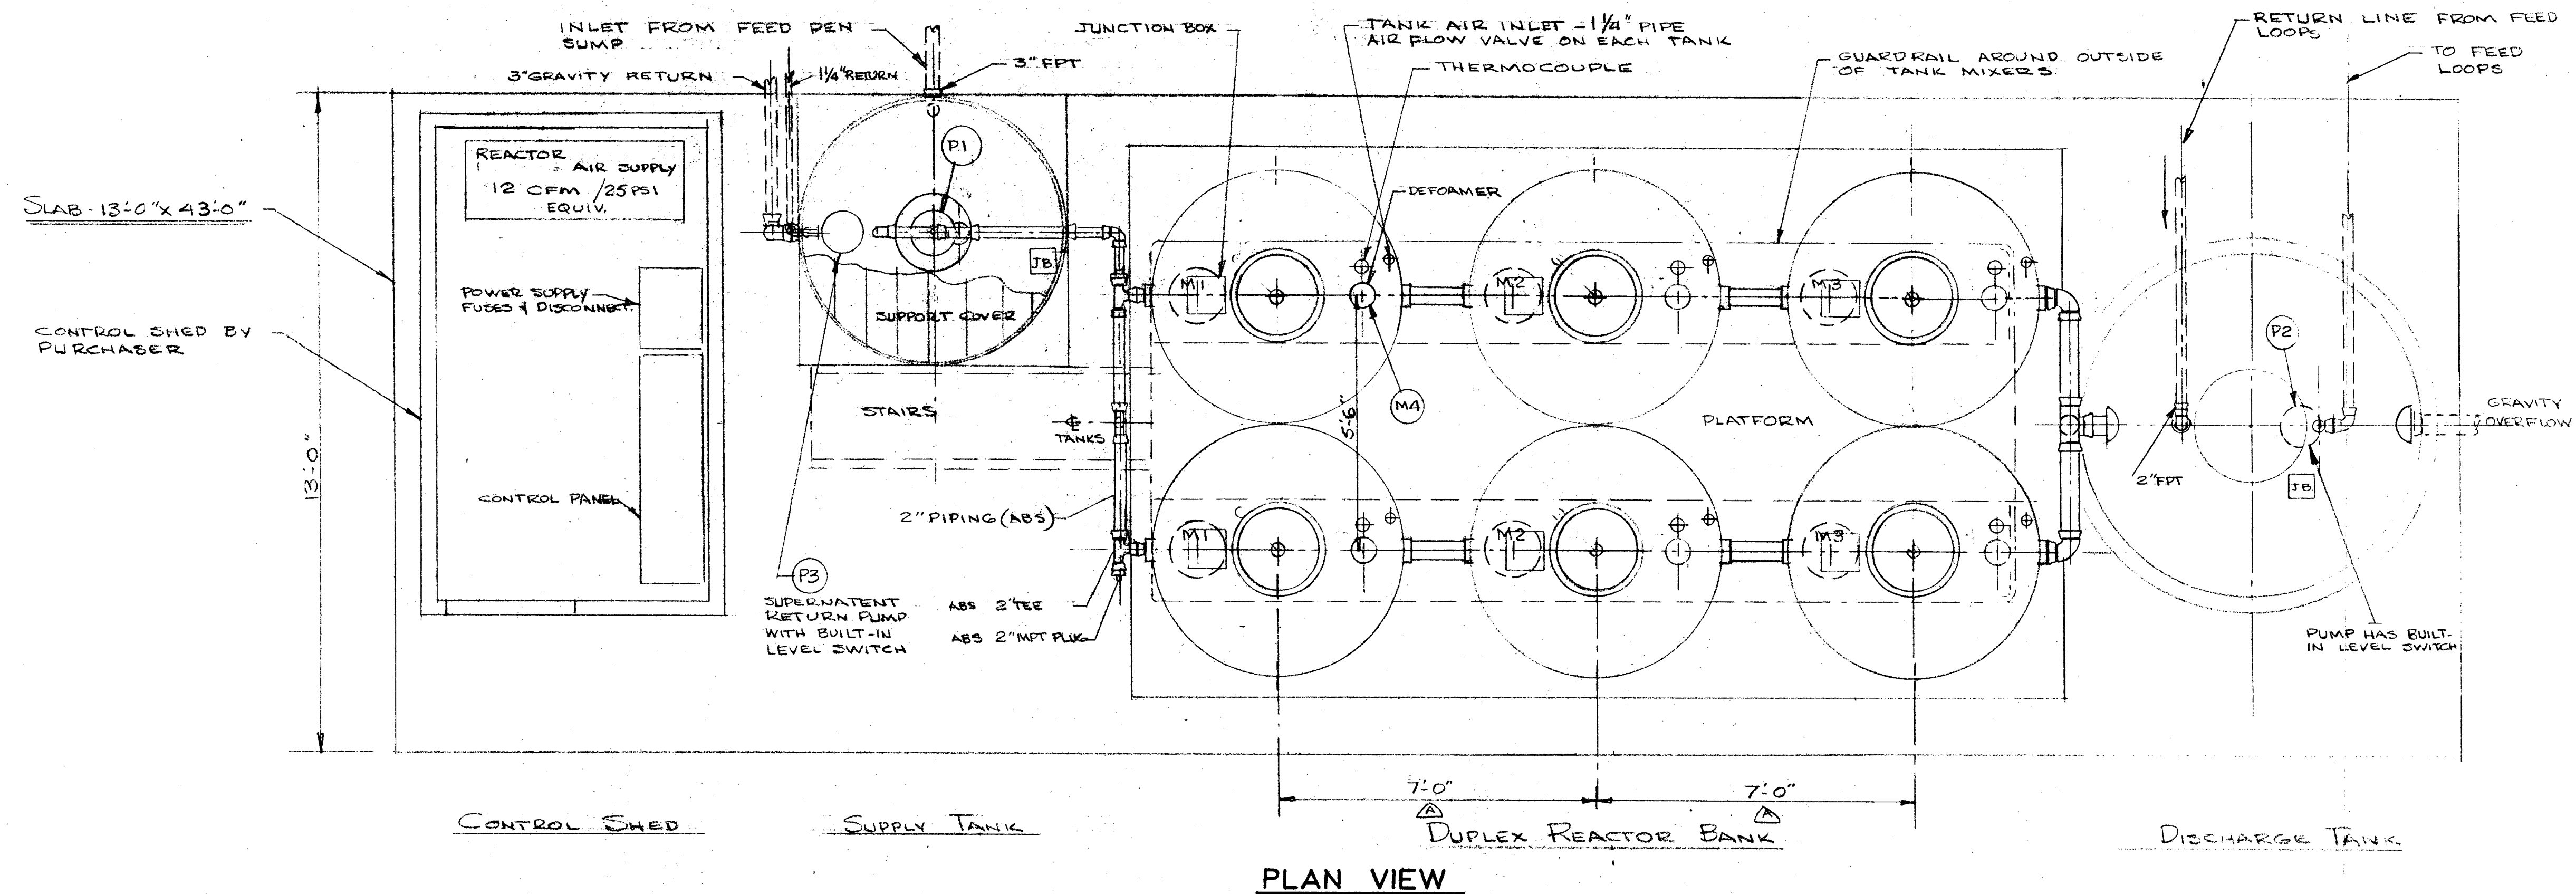 INLET FROM FEED PEN
SUMP
3" GRAVITY RETURN
1 1/4" RETURN
3" FPT
JUNCTION BOX
TANK AIR INLET - 1 1/4" PIPE
AIR FLOW VALVE ON EACH TANK
THERMOCOUPLE
GUARDRAIL AROUND OUTSIDE
OF TANK MIXERS
RETURN LINE FROM FEED
LOOPS
TO FEED
LOOPS
REACTOR
AIR SUPPLY
12 CFM /25 PSI
EQUIV.
P1
DEFOAMER
SLAB - 13'-0" x 43'-0"
JB
POWER SUPPLY
FUSES & DISCONNECT.
SUPPORT COVER
M1
M2
M3
P2
CONTROL SHED BY
PURCHASER
STAIRS
℄
TANKS
5'-6"
M4
PLATFORM
GRAVITY
OVERFLOW
13'-0"
CONTROL PANEL
2" PIPING (ABS)
2" FPT
JB
M1
M2
M3
P3
SUPERNATENT
RETURN PUMP
WITH BUILT-IN
LEVEL SWITCH
ABS 2" TEE
ABS 2" MPT PLUG
PUMP HAS BUILT-
IN LEVEL SWITCH
7'-0"
A
7'-0"
A
CONTROL SHED
SUPPLY TANK
DUPLEX REACTOR BANK
DISCHARGE TANK
PLAN VIEW